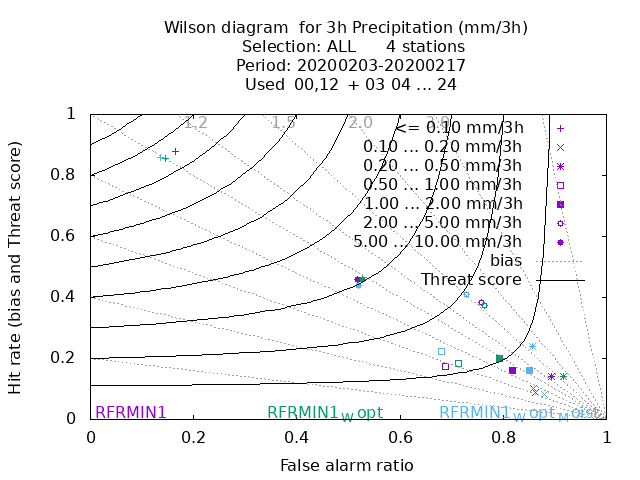 Wilson diagram  for 3h Precipitation (mm/3h)
Selection: ALL      4 stations
Period: 20200203-20200217
Used  00,12  + 03 04 ... 24
Hit rate (bias and Threat score)
1
0.8
0.6
0.4
0.2
0
1.2
1.5
2.0
<= 0.10 mm/3h
0.10 ... 0.20 mm/3h
0.20 ... 0.50 mm/3h
0.50 ... 1.00 mm/3h
1.00 ... 2.00 mm/3h
2.00 ... 5.00 mm/3h
5.00 ... 10.00 mm/3h
bias
Threat score
RFRMIN1
RFRMIN1 W opt
RFRMIN1 W opt M
0
0.2
0.4
0.6
0.8
1
False alarm ratio